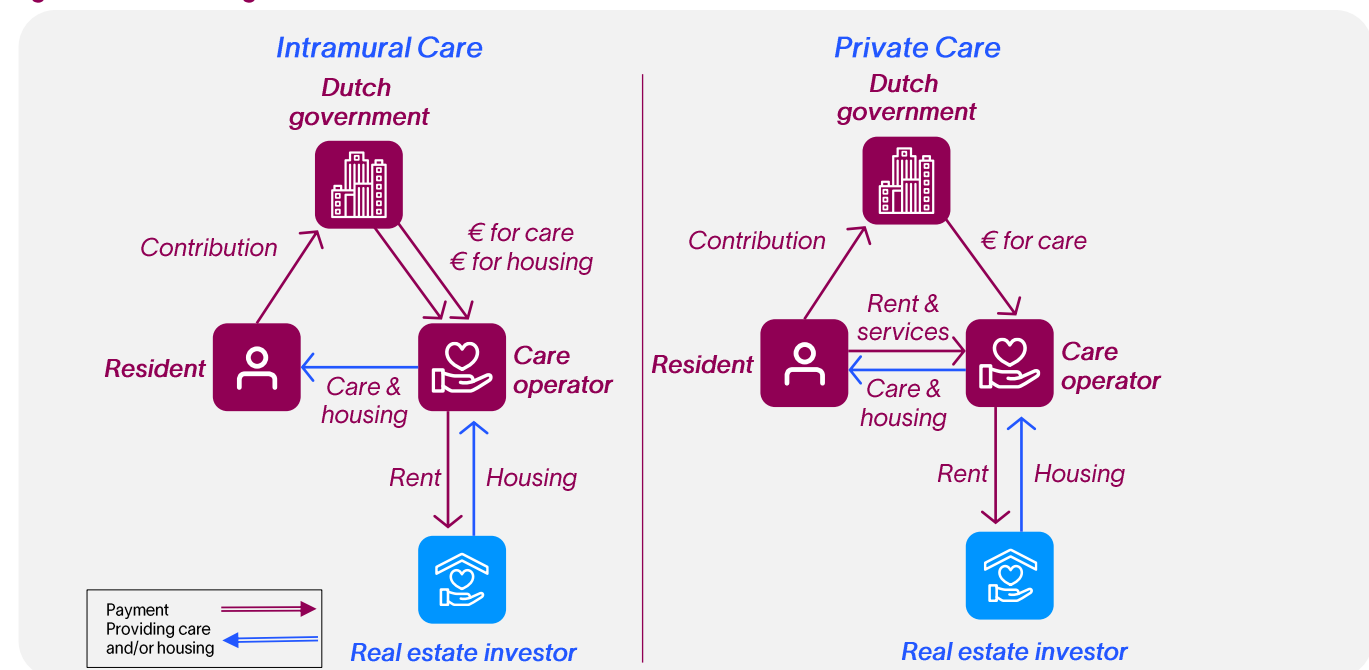 Intramural Care
Dutch
government
Contribution
€ for care
€ for housing
Resident
Care &
housing
Care
operator
Rent
Housing
Real estate investor
Payment
Providing care
and/or housing
Private Care
Dutch
government
Contribution
€ for care
Rent &
services
Resident
Care &
housing
Care
operator
Rent
Housing
Real estate investor